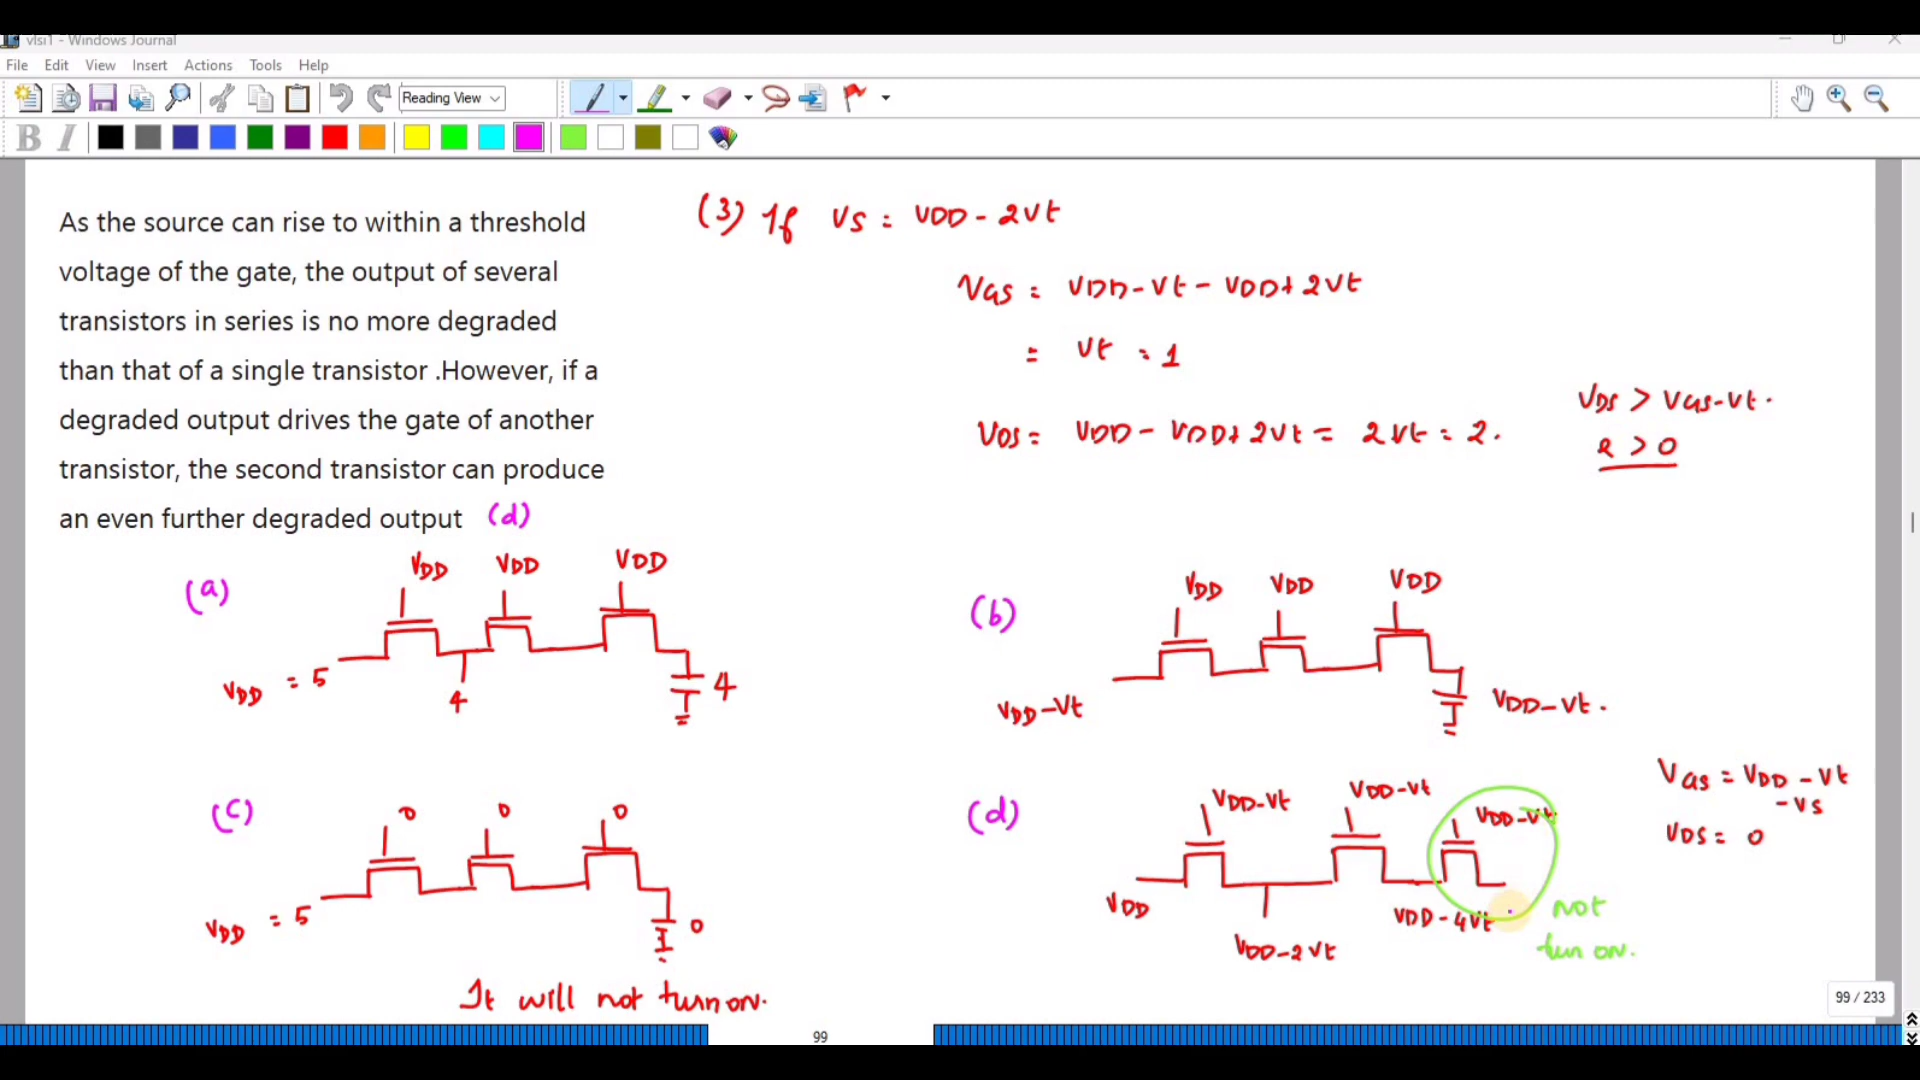 vlsi1 - Windows Journal
File Edit View Insert Actions Tools Help
Reading View
B I
As the source can rise to within a threshold
voltage of the gate, the output of several
transistors in series is no more degraded
than that of a single transistor .However, if a
degraded output drives the gate of another
transistor, the second transistor can produce
an even further degraded output (d)
(3) If VS = VDD - 2Vt
VGS = VDD-Vt - VDD+2Vt
= Vt = 1
VDS = VDD - VDD+2Vt = 2Vt = 2.
VDS > VGS-Vt.
2 > 0
(a)
VDD VDD VDD
VDD = 5
4
4
(b)
VDD VDD VDD
VDD-Vt
VDD-Vt.
(c)
0 0 0
VDD = 5
0
It will not turn on.
(d)
VDD-Vt VDD-Vt VDD-Vt
VDD
VDD-2Vt
VDD-4Vt
VGS = VDD-Vt
-VS
VDS = 0
not
turn on.
99 / 233
99